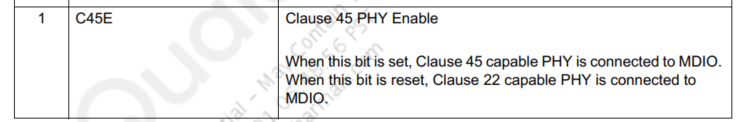 1 C45E Clause 45 PHY Enable
When this bit is set, Clause 45 capable PHY is connected to MDIO.
When this bit is reset, Clause 22 capable PHY is connected to
MDIO.